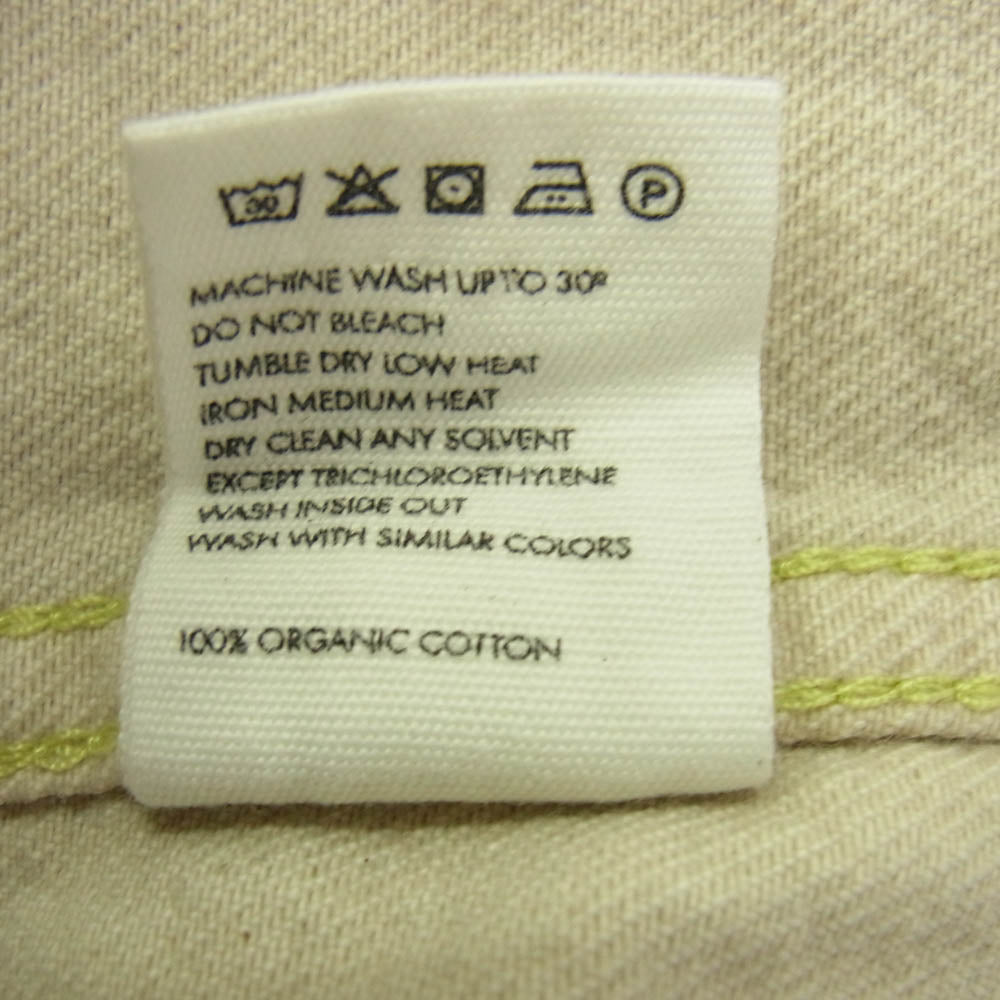 30 P
MACHINE WASH UP TO 30º
DO NOT BLEACH
TUMBLE DRY LOW HEAT
IRON MEDIUM HEAT
DRY CLEAN ANY SOLVENT
EXCEPT TRICHLOROETHYLENE
WASH INSIDE OUT
WASH WITH SIMILAR COLORS
100% ORGANIC COTTON